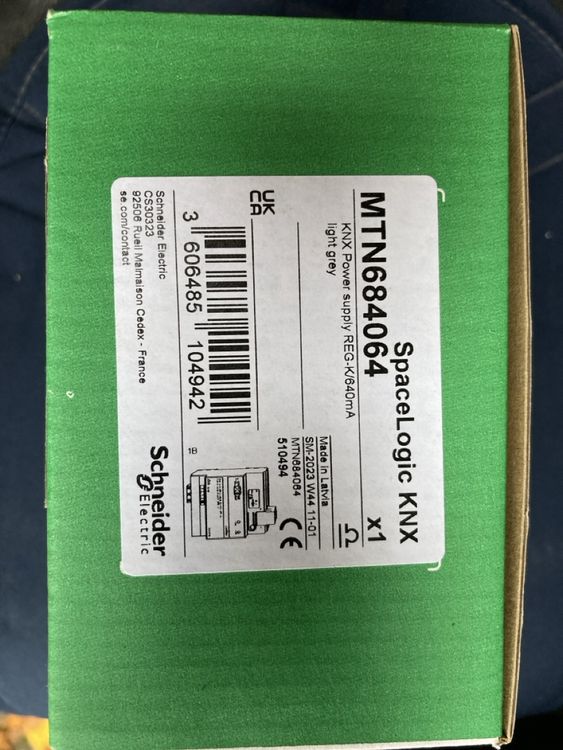 SpaceLogic KNX
MTN684064 x1
KNX Power supply REG-K/640mA
light grey
Made in Latvia
SM-2023 W44 11-01
MTN684064
510494
UK
CA
CE
3 606485 104942
1B
Schneider Electric
CS30323
92506 Rueil Malmaison Cedex - France
se.com/contact
Schneider
Electric